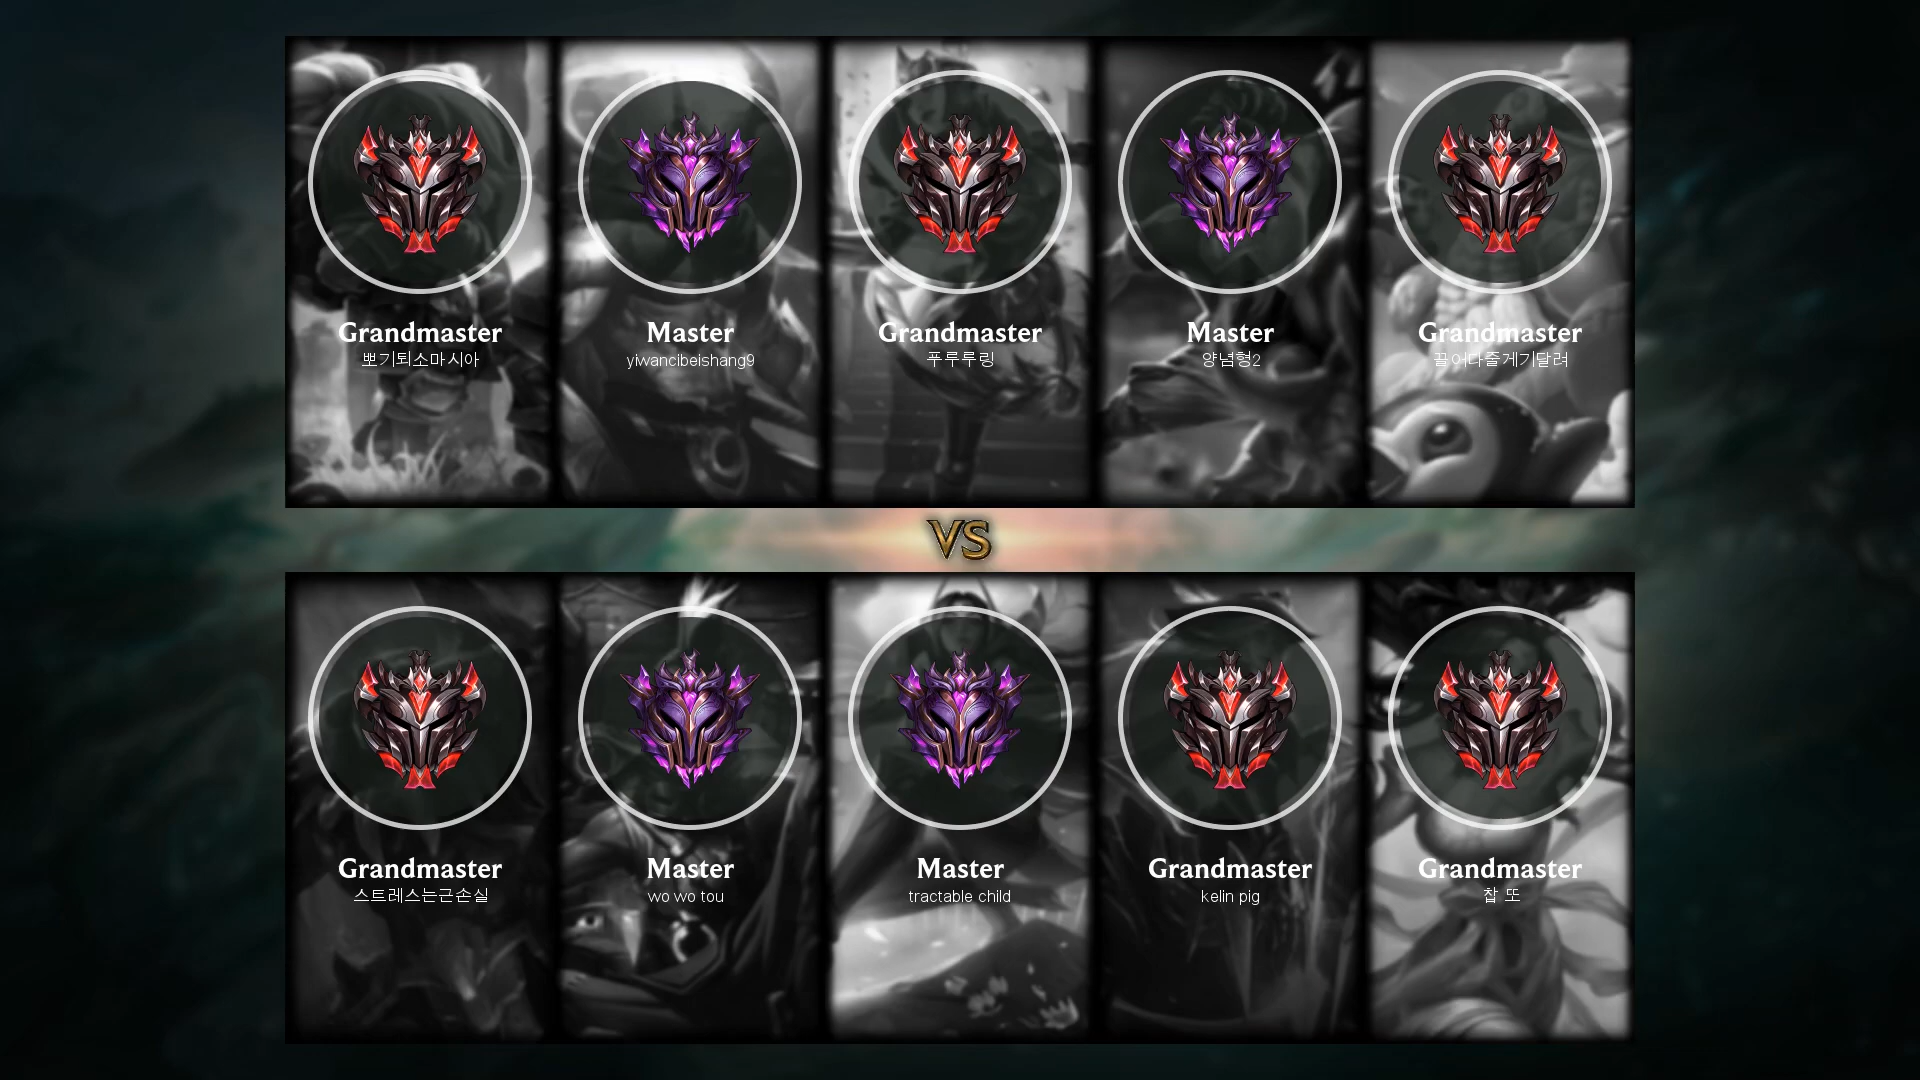 Grandmaster
뽀기퇴소마시아
Master
yiwancibeishang9
Grandmaster
푸루루링
Master
양념형2
Grandmaster
끌어다줄게기달려
VS
Grandmaster
스트레스는근손실
Master
wo wo tou
Master
tractable child
Grandmaster
kelin pig
Grandmaster
찹 또